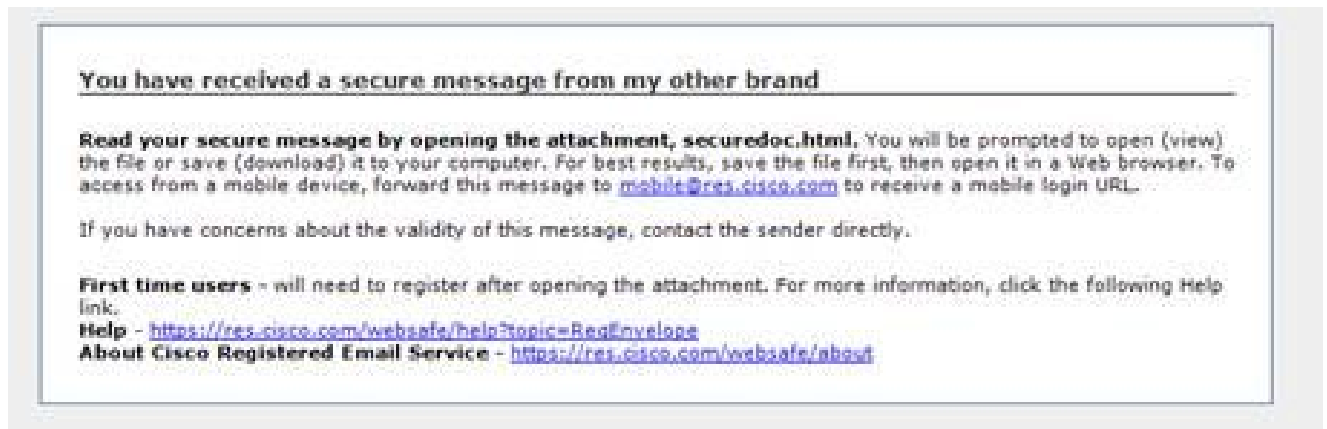 You have received a secure message from my other brand
Read your secure message by opening the attachment, securedoc.html. You will be prompted to open (view)
the file or save (download) it to your computer. For best results, save the file first, then open it in a Web browser. To
access from a mobile device, forward this message to mobile@res.cisco.com to receive a mobile login URL.
If you have concerns about the validity of this message, contact the sender directly.
First time users - will need to register after opening the attachment. For more information, click the following Help
link.
Help - https://res.cisco.com/websafe/help?topic=RegEnvelope
About Cisco Registered Email Service - https://res.cisco.com/websafe/about